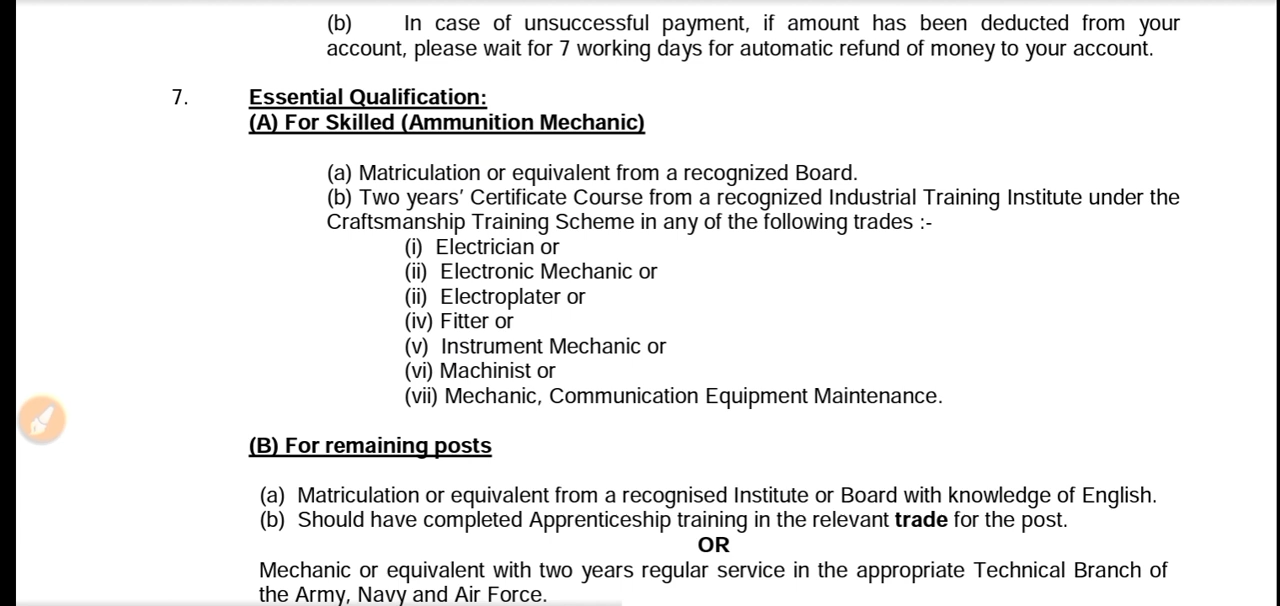 (b) In case of unsuccessful payment, if amount has been deducted from your
account, please wait for 7 working days for automatic refund of money to your account.
7. Essential Qualification:
(A) For Skilled (Ammunition Mechanic)
(a) Matriculation or equivalent from a recognized Board.
(b) Two years’ Certificate Course from a recognized Industrial Training Institute under the
Craftsmanship Training Scheme in any of the following trades :-
(i) Electrician or
(ii) Electronic Mechanic or
(ii) Electroplater or
(iv) Fitter or
(v) Instrument Mechanic or
(vi) Machinist or
(vii) Mechanic, Communication Equipment Maintenance.
(B) For remaining posts
(a) Matriculation or equivalent from a recognised Institute or Board with knowledge of English.
(b) Should have completed Apprenticeship training in the relevant trade for the post.
OR
Mechanic or equivalent with two years regular service in the appropriate Technical Branch of
the Army, Navy and Air Force.